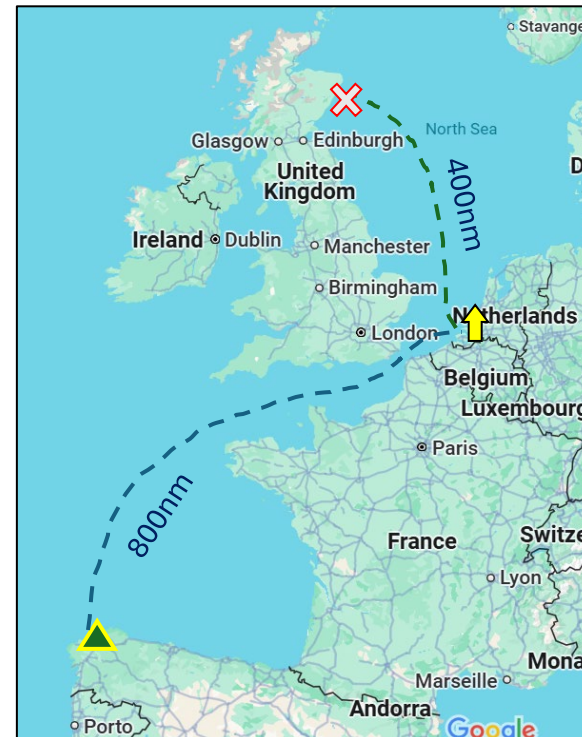 Stavange
North Sea
Glasgow
Edinburgh
United
Kingdom
400nm
D
Ireland
Dublin
Manchester
Birmingham
Netherlands
London
Belgium
Luxembourg
Paris
800nm
France
Switze
Lyon
Mona
Marseille
Andorra
Porto
Google